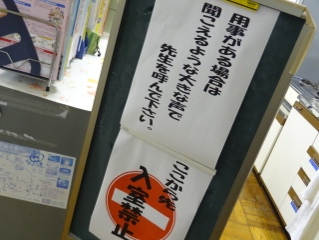 用事がある場合は
聞こえるような大きな声で
先生を呼んで下さい。
ここから先
入室禁止